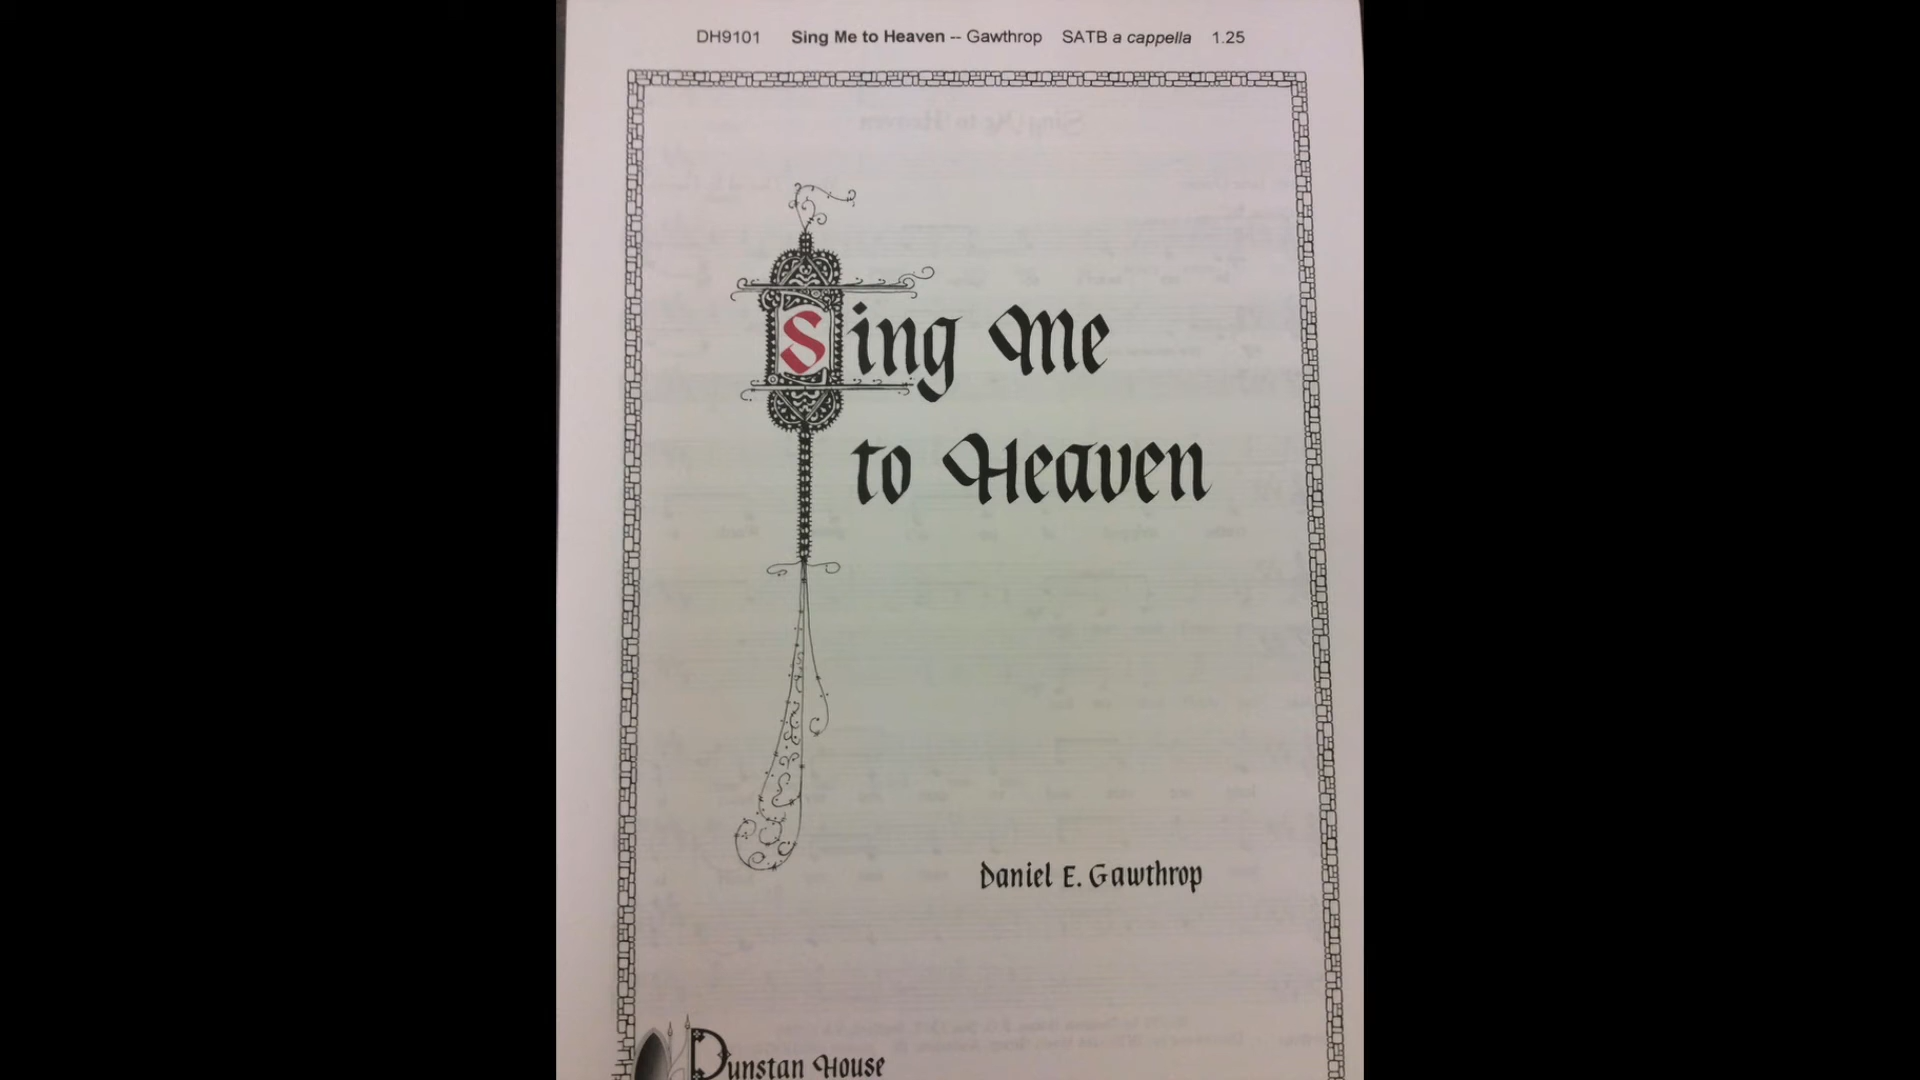 DH9101 Sing Me to Heaven -- Gawthrop SATB a cappella 1.25
Sing Me
to Heaven
Daniel E. Gawthrop
Dunstan House